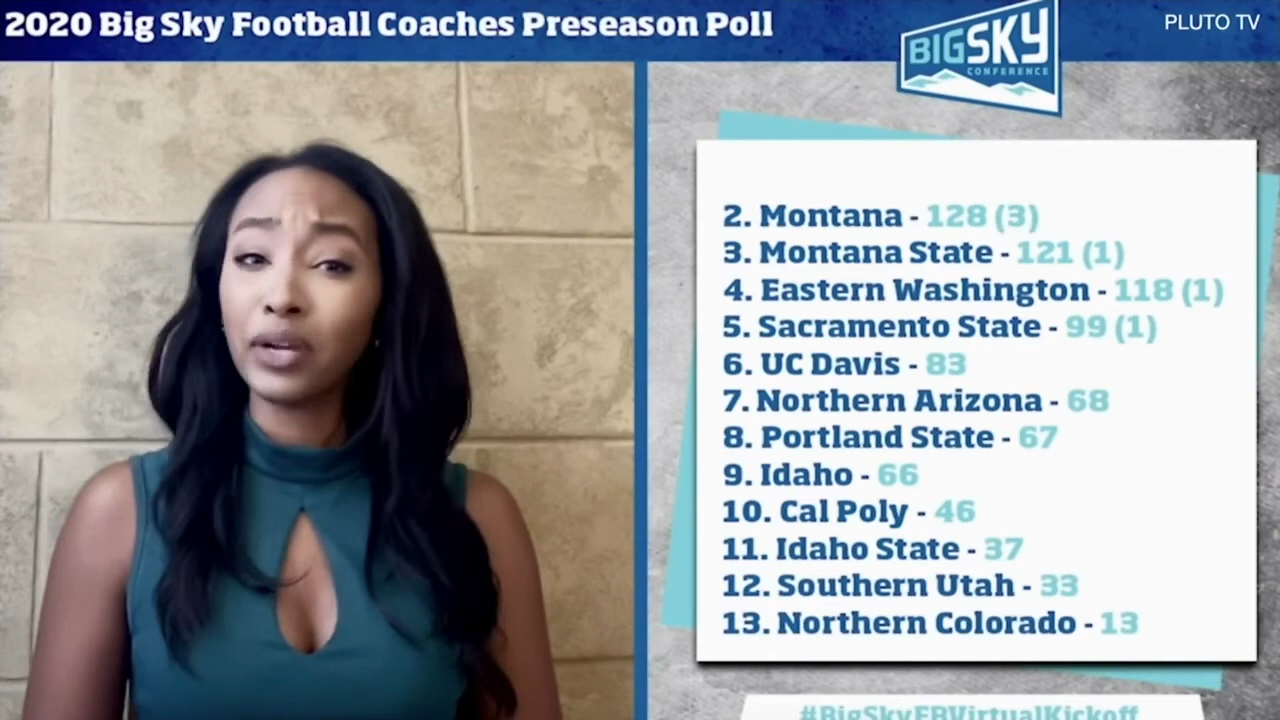 2020 Big Sky Football Coaches Preseason Poll
PLUTO TV
BIGSKY
CONFERENCE
2. Montana - 128 (3)
3. Montana State - 121 (1)
4. Eastern Washington - 118 (1)
5. Sacramento State - 99 (1)
6. UC Davis - 83
7. Northern Arizona - 68
8. Portland State - 67
9. Idaho - 66
10. Cal Poly - 46
11. Idaho State - 37
12. Southern Utah - 33
13. Northern Colorado - 13
#BigSkyFBVirtualKickoff